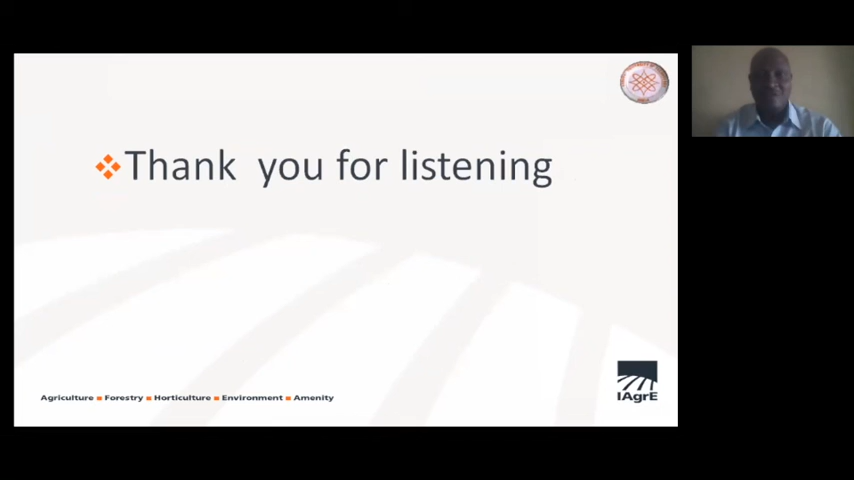 Thank you for listening
Agriculture ■ Forestry ■ Horticulture ■ Environment ■ Amenity
IAgrE